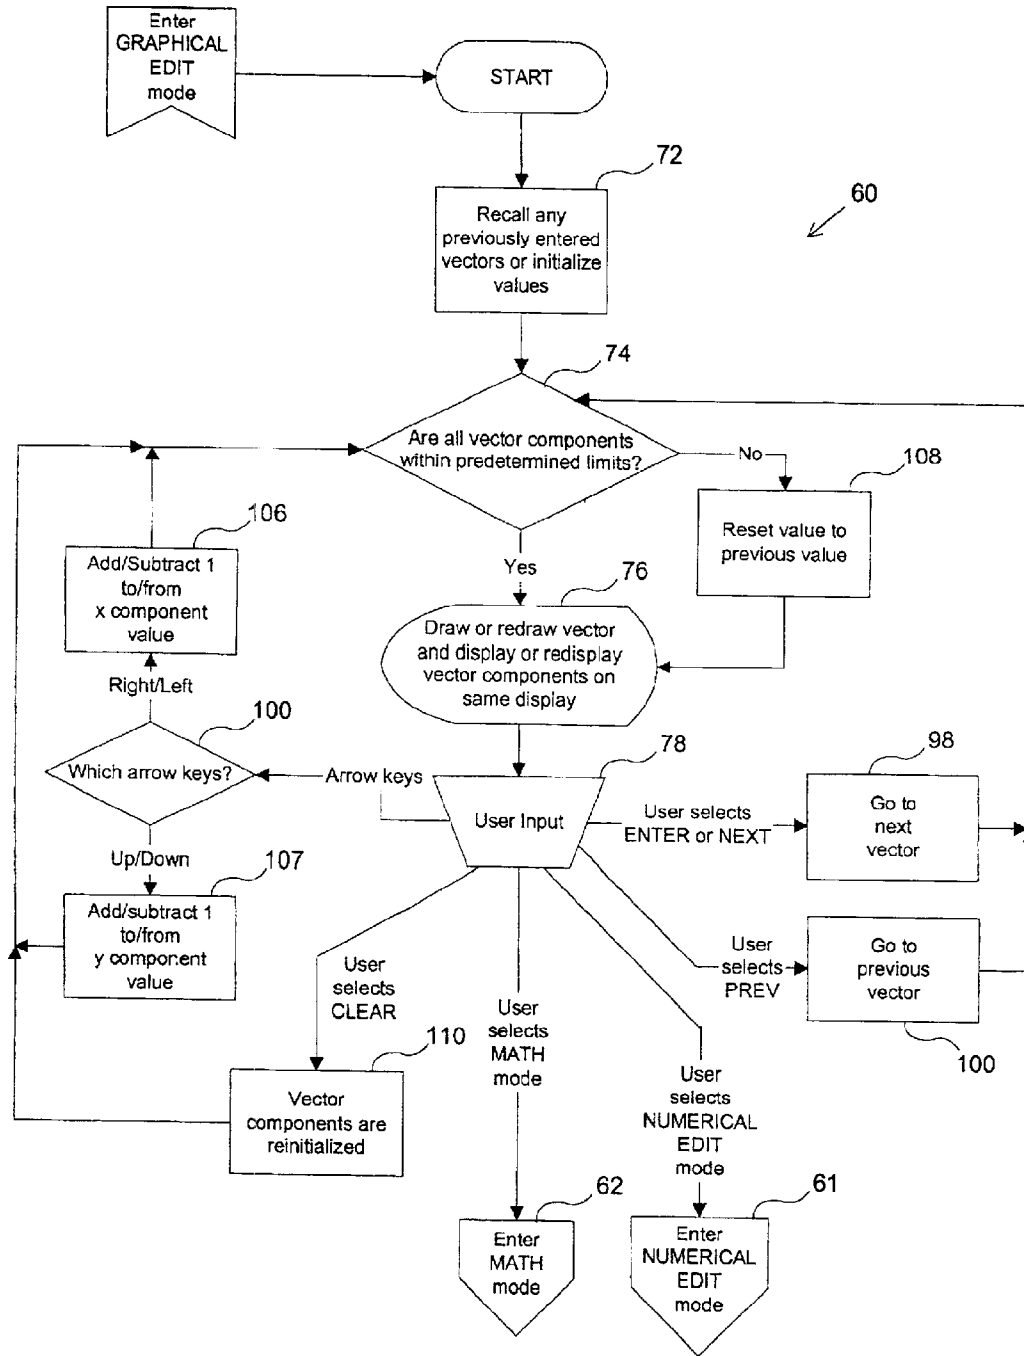 Enter
GRAPHICAL
EDIT
mode
START
72
Recall any
previously entered
vectors or initialize
values
60
74
Are all vector components
within predetermined limits?
No
108
Reset value to
previous value
106
Add/Subtract 1
to/from
x component
value
Yes
76
Draw or redraw vector
and display or redisplay
vector components on
same display
Right/Left
100
Which arrow keys?
Arrow keys
78
User Input
User selects
ENTER or NEXT
98
Go to
next
vector
Up/Down
107
Add/subtract 1
to/from
y component
value
User
selects
PREV
Go to
previous
vector
100
User
selects
CLEAR
110
Vector
components are
reinitialized
User
selects
MATH
mode
User
selects
NUMERICAL
EDIT
mode
62
Enter
MATH
mode
61
Enter
NUMERICAL
EDIT
mode